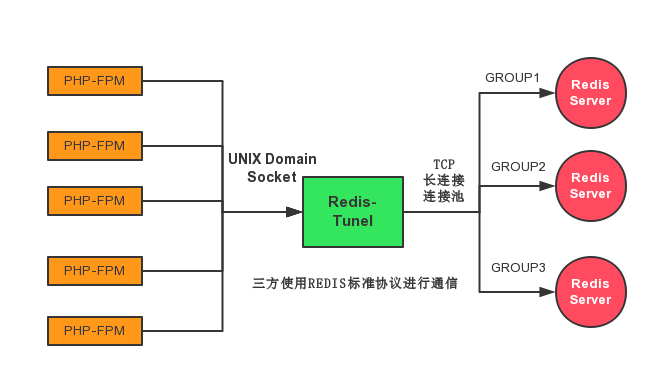 PHP-FPM
PHP-FPM
PHP-FPM
PHP-FPM
PHP-FPM
UNIX Domain
Socket
Redis-
Tunel
三方使用REDIS标准协议进行通信
TCP
长连接
连接池
GROUP1
GROUP2
GROUP3
Redis
Server
Redis
Server
Redis
Server